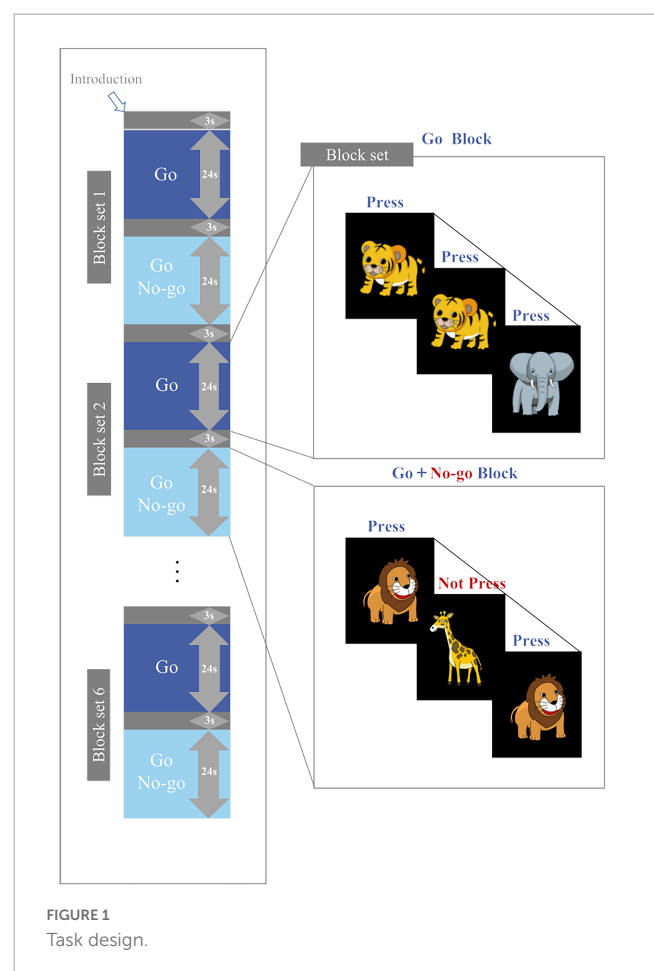 Introduction
3s
Go
24s
Block set 1
3s
Go
No-go
24s
3s
Go
24s
Block set 2
3s
Go
No-go
24s
⋮
3s
Go
24s
Block set 6
3s
Go
No-go
24s
Go Block
Block set
Press
Press
Press
Go + No-go Block
Press
Not Press
Press
FIGURE 1
Task design.